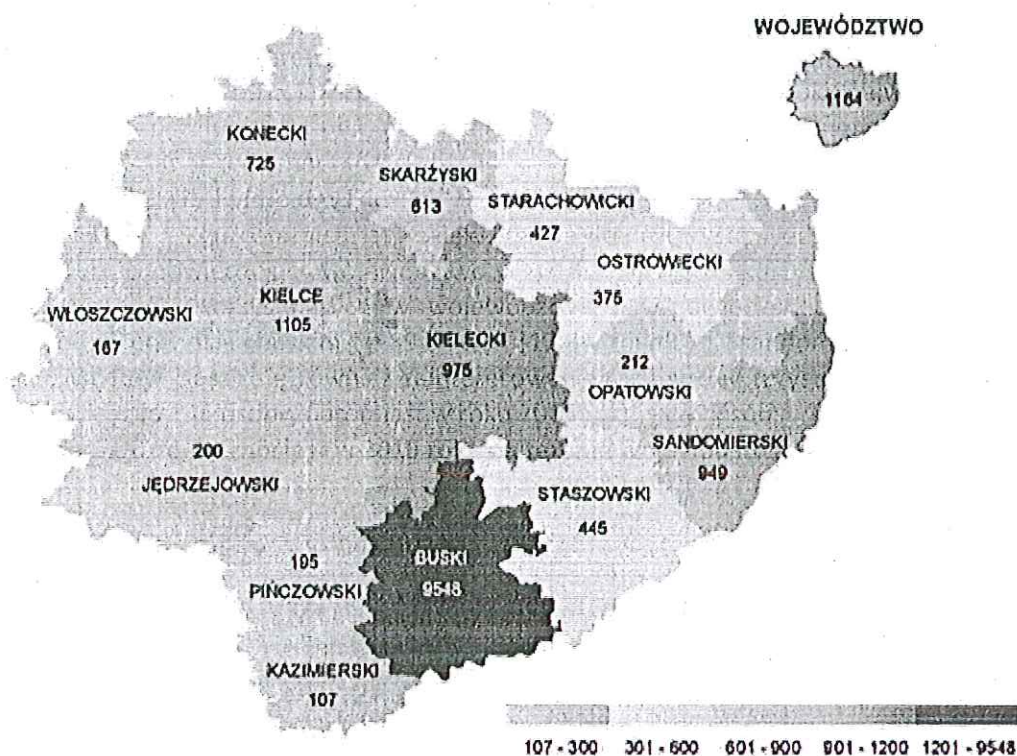 WOJEWÓDZTWO
1164
KONECKI
725
SKARŻYSKI
613
STARACHOWICKI
427
OSTROWIECKI
375
WŁOSZCZOWSKI
167
KIELCE
1105
KIELECKI
975
212
OPATOWSKI
SANDOMIERSKI
949
200
JĘDRZEJOWSKI
STASZOWSKI
445
195
PIŃCZOWSKI
BUSKI
9548
KAZIMIERSKI
107
107 - 300 301 - 600 601 - 900 901 - 1200 1201 - 9548